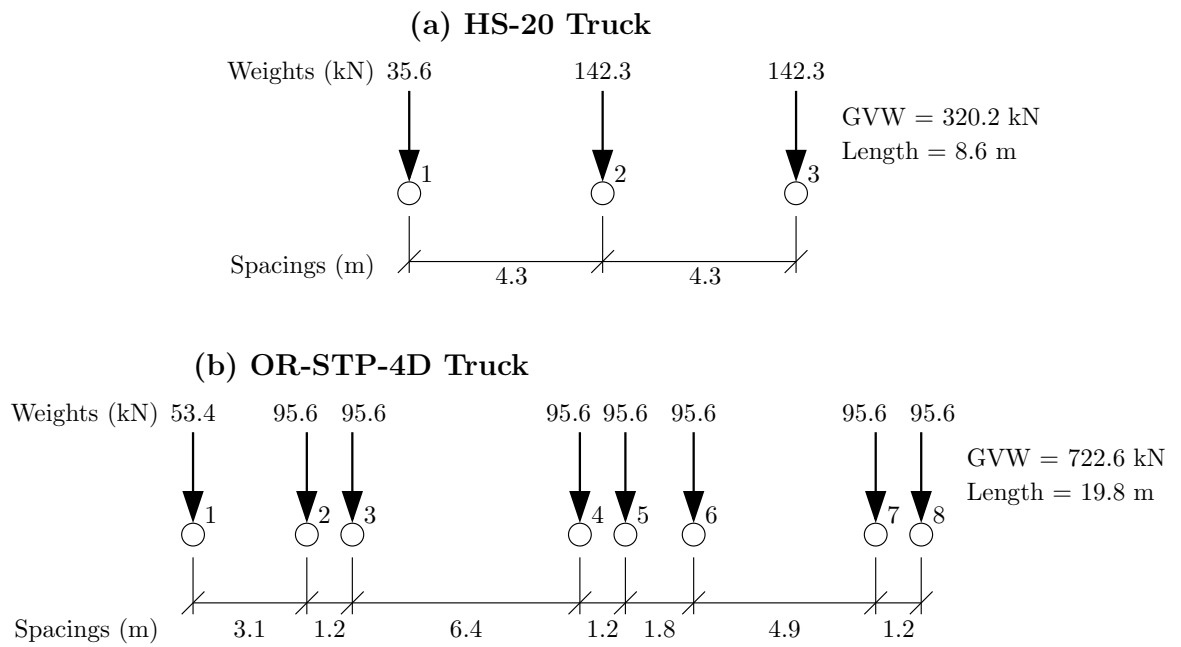 (a) HS-20 Truck
Weights (kN) 35.6 142.3 142.3
GVW = 320.2 kN
Length = 8.6 m
1 2 3
Spacings (m)
4.3 4.3
(b) OR-STP-4D Truck
Weights (kN) 53.4 95.6 95.6 95.6 95.6 95.6 95.6 95.6
GVW = 722.6 kN
Length = 19.8 m
1 2 3 4 5 6 7 8
Spacings (m) 3.1 1.2 6.4 1.2 1.8 4.9 1.2